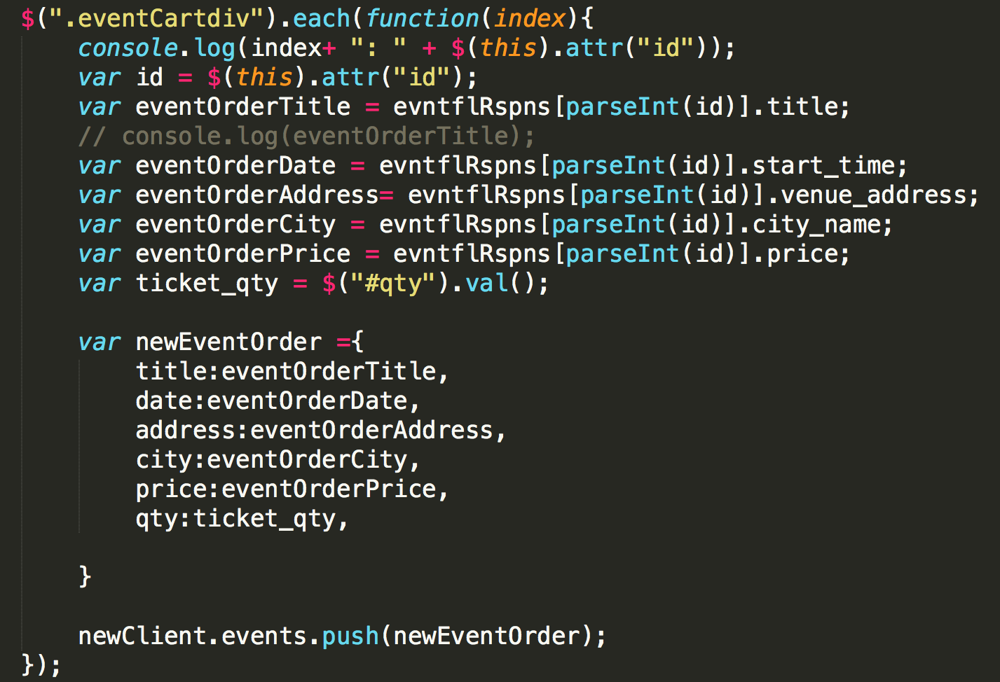 $(".eventCartdiv").each(function(index){
    console.log(index+ ": " + $(this).attr("id"));
    var id = $(this).attr("id");
    var eventOrderTitle = evntflRspns[parseInt(id)].title;
    // console.log(eventOrderTitle);
    var eventOrderDate = evntflRspns[parseInt(id)].start_time;
    var eventOrderAddress= evntflRspns[parseInt(id)].venue_address;
    var eventOrderCity = evntflRspns[parseInt(id)].city_name;
    var eventOrderPrice = evntflRspns[parseInt(id)].price;
    var ticket_qty = $("#qty").val();

    var newEventOrder ={
        title:eventOrderTitle,
        date:eventOrderDate,
        address:eventOrderAddress,
        city:eventOrderCity,
        price:eventOrderPrice,
        qty:ticket_qty,

    }

    newClient.events.push(newEventOrder);
});